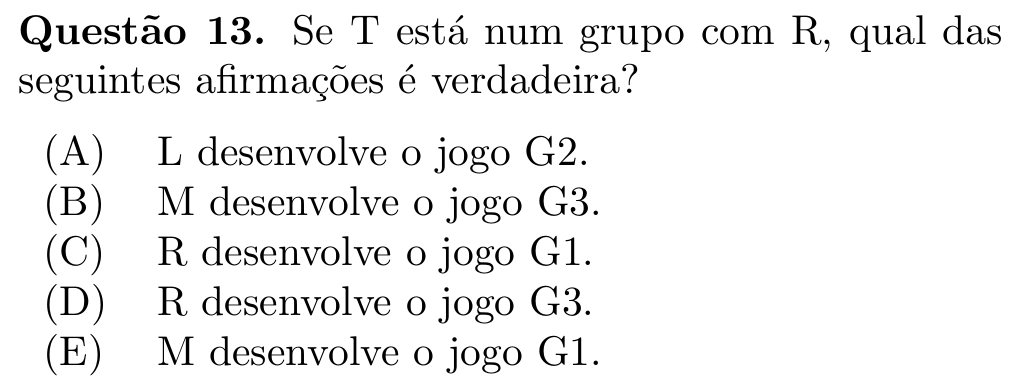 Questão 13. Se T está num grupo com R, qual das
seguintes afirmações é verdadeira?
(A) L desenvolve o jogo G2.
(B) M desenvolve o jogo G3.
(C) R desenvolve o jogo G1.
(D) R desenvolve o jogo G3.
(E) M desenvolve o jogo G1.